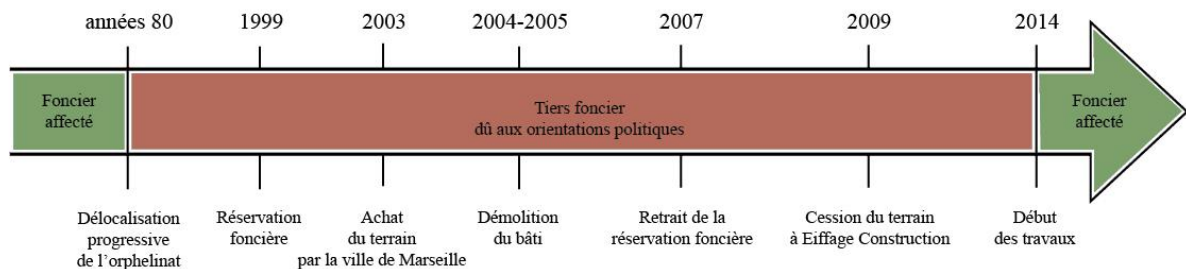 années 80
1999
2003
2004-2005
2007
2009
2014
Foncier
affecté
Tiers foncier
dû aux orientations politiques
Foncier
affecté
Délocalisation
progressive
de l’orphelinat
Réservation
foncière
Achat
du terrain
par la ville de Marseille
Démolition
du bâti
Retrait de la
réservation foncière
Cession du terrain
à Eiffage Construction
Début
des travaux